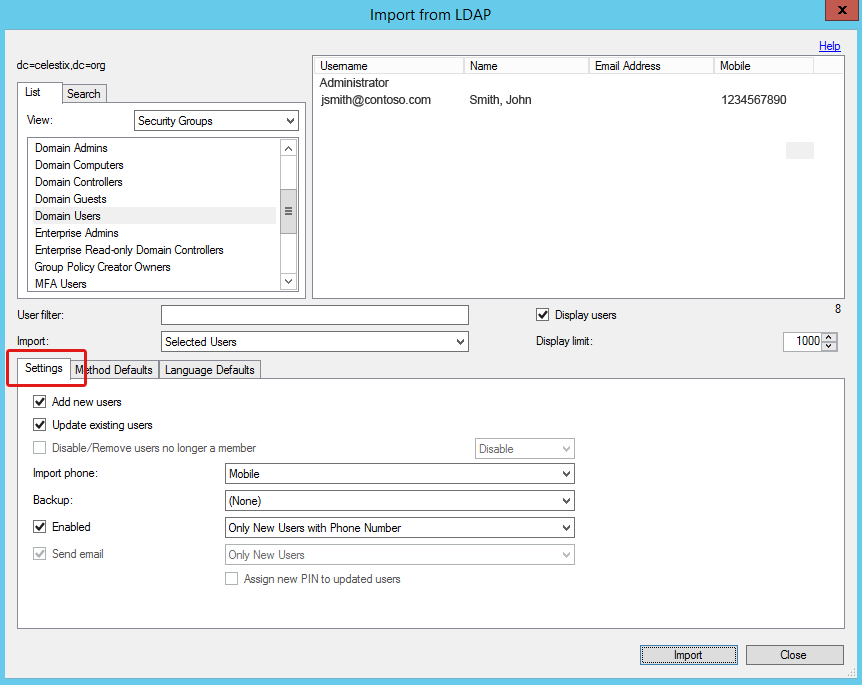 Import from LDAP
x
Help
dc=celestix,dc=org
List
Search
View:
Security Groups
Domain Admins
Domain Computers
Domain Controllers
Domain Guests
Domain Users
Enterprise Admins
Enterprise Read-only Domain Controllers
Group Policy Creator Owners
MFA Users
Username Name Email Address Mobile
Administrator
jsmith@contoso.com Smith, John 1234567890
8
User filter:
Display users
Import: Selected Users
Display limit: 1000
Settings Method Defaults Language Defaults
Add new users
Update existing users
Disable/Remove users no longer a member Disable
Import phone: Mobile
Backup: (None)
Enabled Only New Users with Phone Number
Send email Only New Users
Assign new PIN to updated users
Import Close